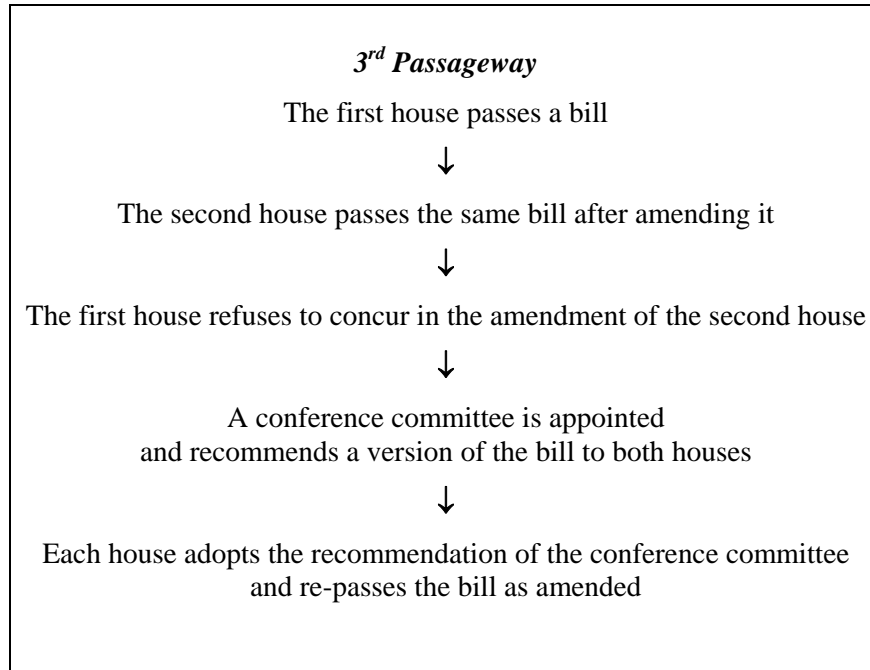 3rd Passageway
The first house passes a bill
↓
The second house passes the same bill after amending it
↓
The first house refuses to concur in the amendment of the second house
↓
A conference committee is appointed
and recommends a version of the bill to both houses
↓
Each house adopts the recommendation of the conference committee
and re-passes the bill as amended